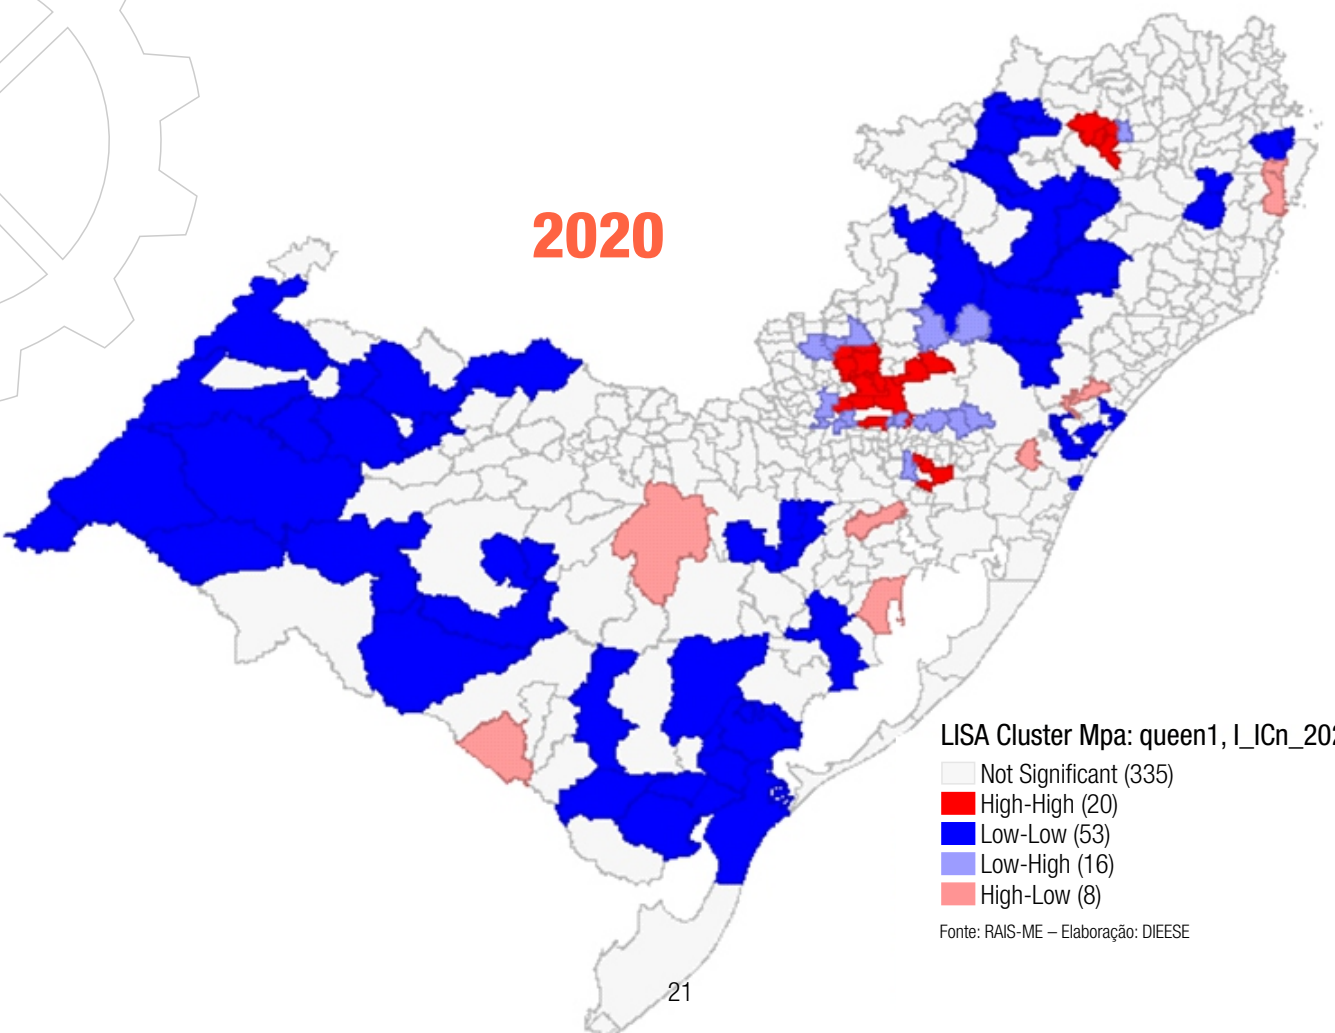 2020
LISA Cluster Mpa: queen1, I_ICn_202
Not Significant (335)
High-High (20)
Low-Low (53)
Low-High (16)
High-Low (8)
Fonte: RAIS-ME – Elaboração: DIEESE
21